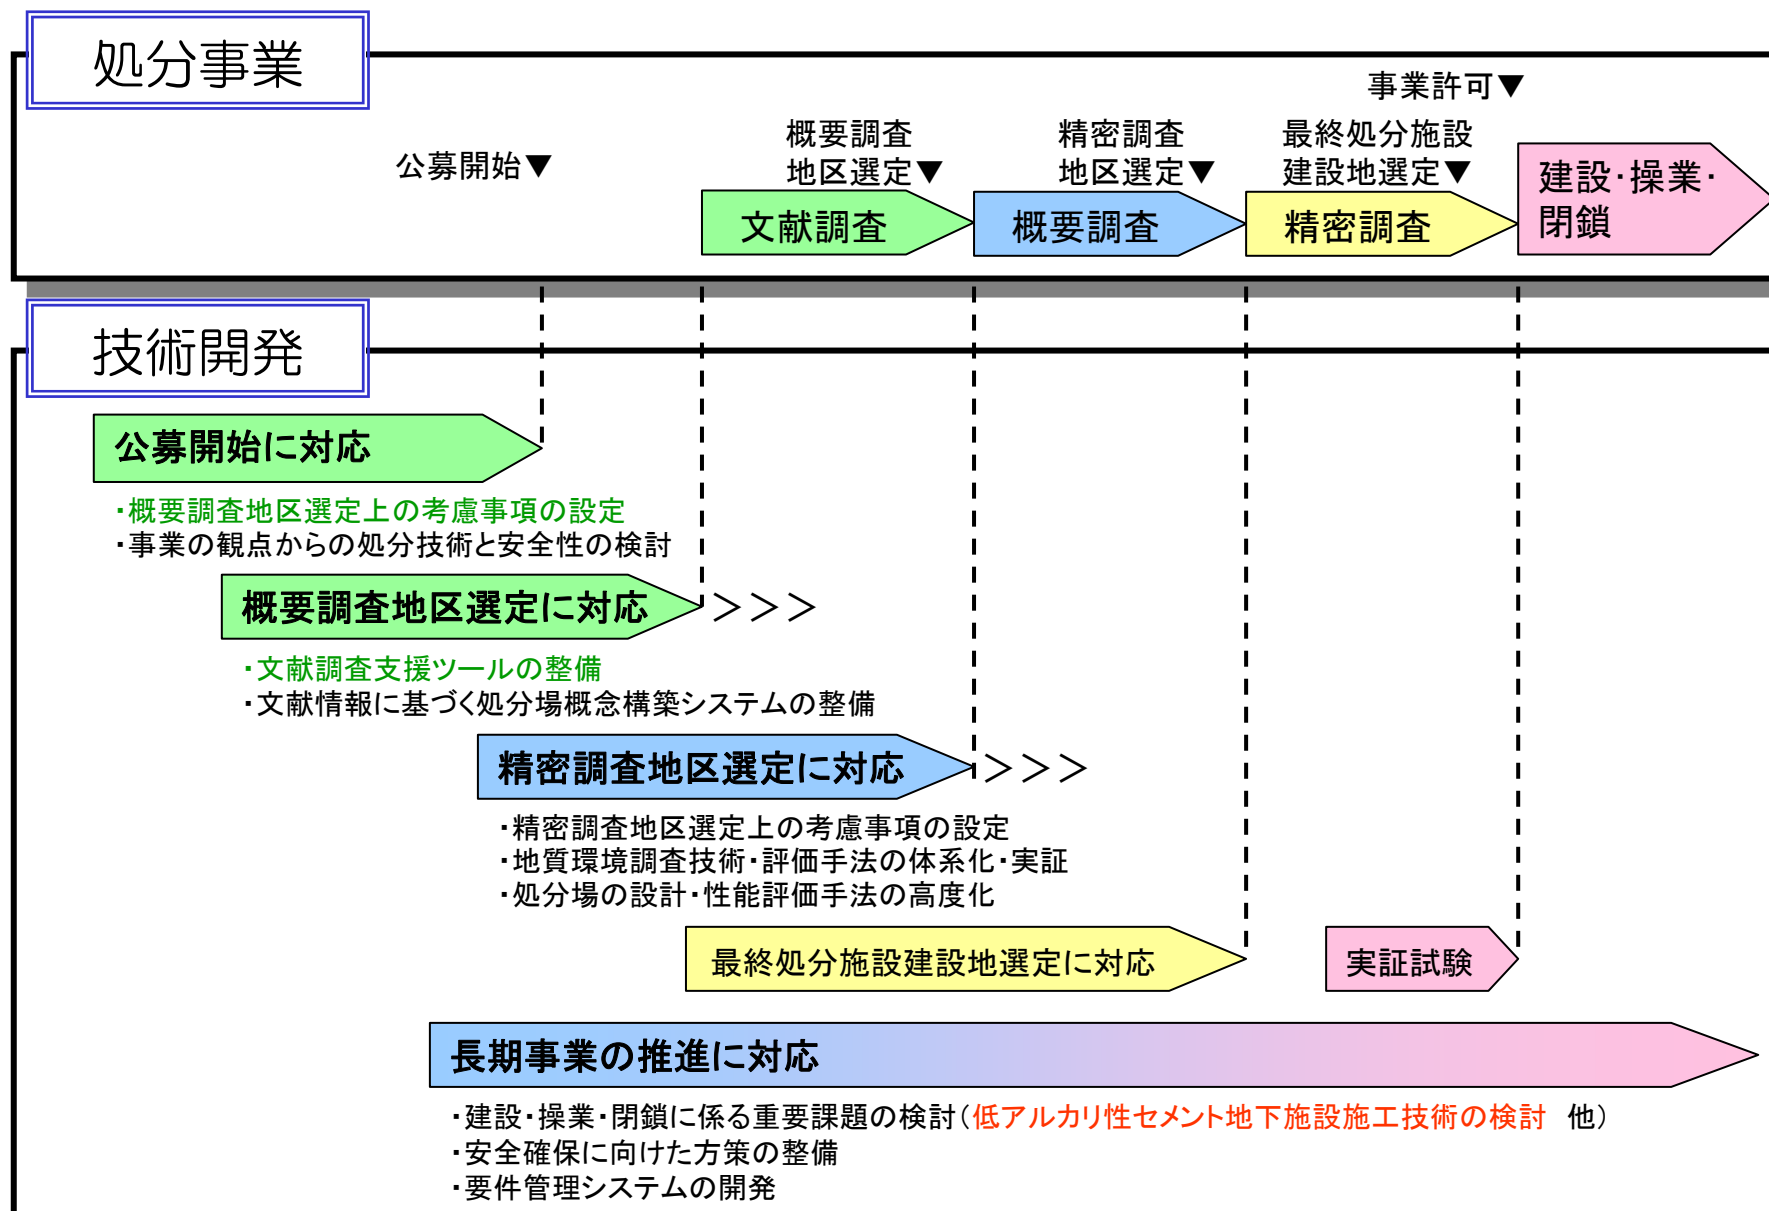 処分事業
事業許可▼
公募開始▼
概要調査
地区選定▼
精密調査
地区選定▼
最終処分施設
建設地選定▼
文献調査
概要調査
精密調査
建設・操業・
閉鎖
技術開発
公募開始に対応
・概要調査地区選定上の考慮事項の設定
・事業の観点からの処分技術と安全性の検討
概要調査地区選定に対応
＞＞＞
・文献調査支援ツールの整備
・文献情報に基づく処分場概念構築システムの整備
精密調査地区選定に対応
＞＞＞
・精密調査地区選定上の考慮事項の設定
・地質環境調査技術・評価手法の体系化・実証
・処分場の設計・性能評価手法の高度化
最終処分施設建設地選定に対応
実証試験
長期事業の推進に対応
・建設・操業・閉鎖に係る重要課題の検討（低アルカリ性セメント地下施設施工技術の検討　他）
・安全確保に向けた方策の整備
・要件管理システムの開発